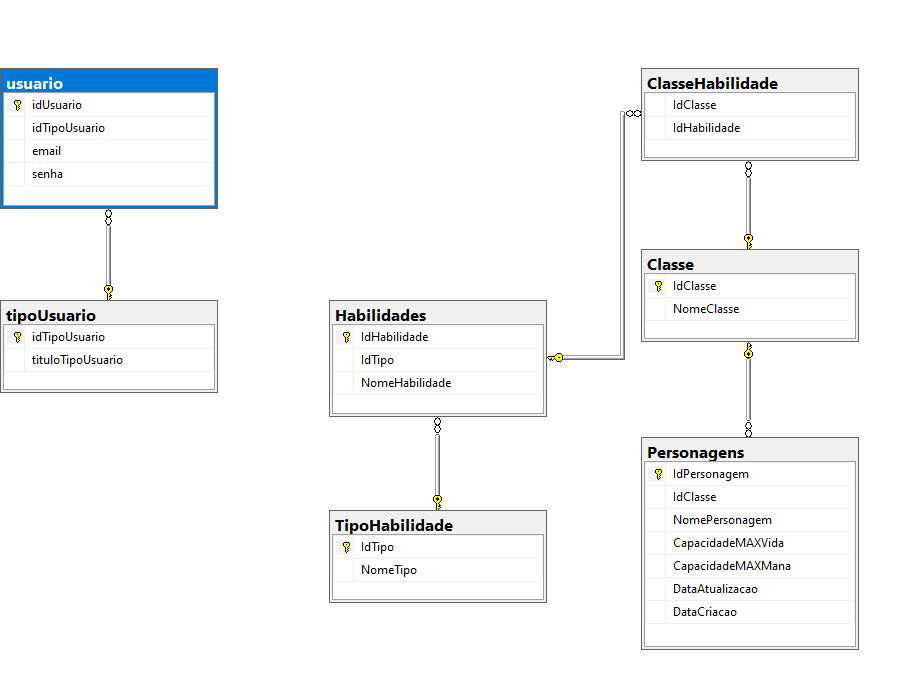 usuario
idUsuario
idTipoUsuario
email
senha
tipoUsuario
idTipoUsuario
tituloTipoUsuario
Habilidades
IdHabilidade
IdTipo
NomeHabilidade
TipoHabilidade
IdTipo
NomeTipo
ClasseHabilidade
IdClasse
IdHabilidade
Classe
IdClasse
NomeClasse
Personagens
IdPersonagem
IdClasse
NomePersonagem
CapacidadeMAXVida
CapacidadeMAXMana
DataAtualizacao
DataCriacao